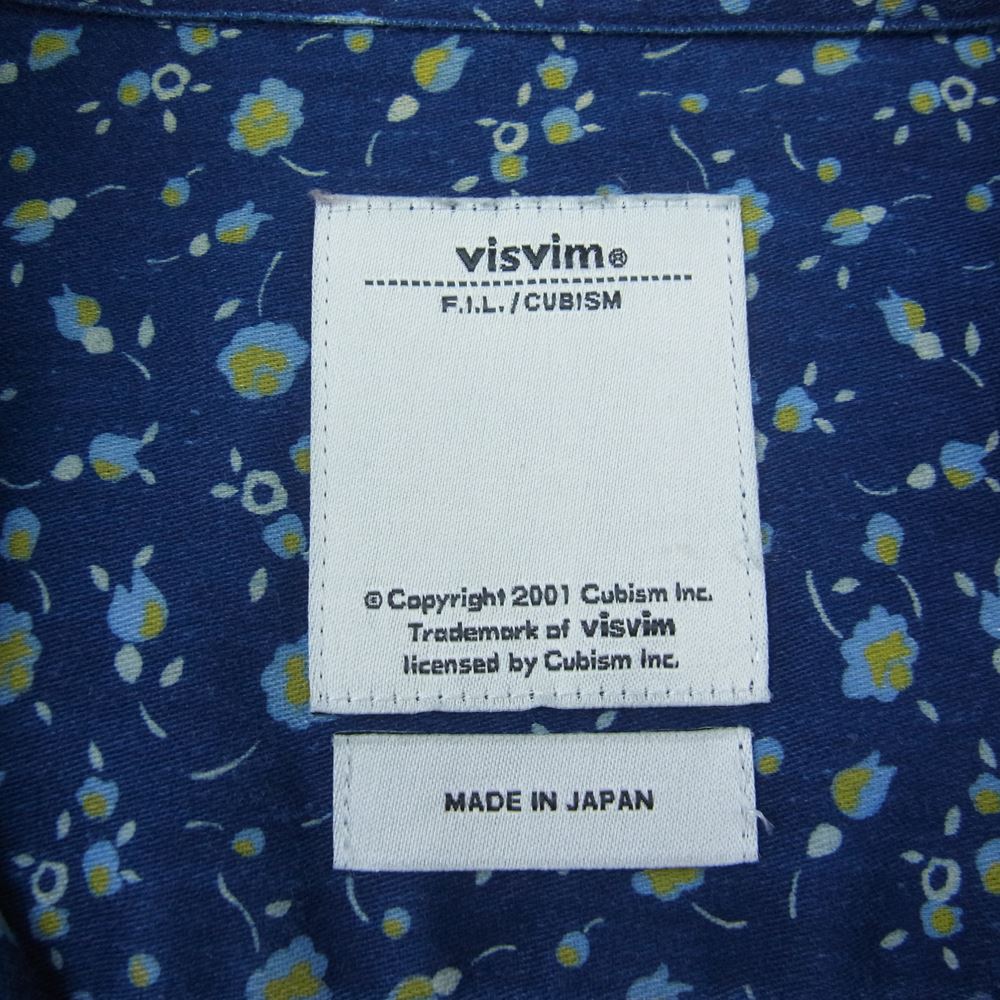 visvim®
F.I.L./CUBISM
© Copyright 2001 Cubism Inc.
Trademark of visvim
licensed by Cubism Inc.
MADE IN JAPAN